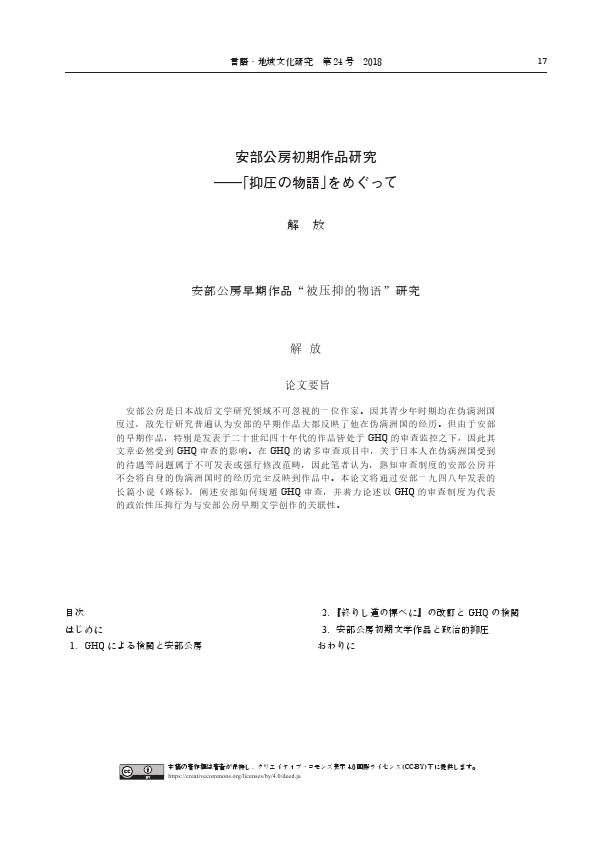 言語・地域文化研究　第 24 号　2018
17
安部公房初期作品研究
――「抑圧の物語」をめぐって
解　放
安部公房早期作品“被压抑的物语”研究
解 放
论文要旨
安部公房是日本战后文学研究领域不可忽视的一位作家。因其青少年时期均在伪满洲国
度过，故先行研究普遍认为安部的早期作品大部反映了他在伪满洲国的经历。但由于安部
的早期作品，特别是发表于二十世纪四十年代的作品皆处于 GHQ 的审查监控之下，因此其
文章必然受到 GHQ 审查的影响。在 GHQ 的诸多审查项目中，关于日本人在伪满洲国受到
的待遇等问题属于不可发表或强行修改范畴，因此笔者认为，熟知审查制度的安部公房并
不会将自身的伪满洲国时的经历完全反映到作品中。本论文将通过安部一九四八年发表的
长篇小说《路标》，阐述安部如何规避 GHQ 审查，并着力论述以 GHQ 的审查制度为代表
的政治性压抑行为与安部公房早期文学创作的关联性。
目次
はじめに
1. GHQ による検閲と安部公房
2. 『終りし道の標べに』の改訂と GHQ の検閲
3. 安部公房初期文学作品と政治的抑圧
おわりに
本稿の著作権は著者が所持し、クリエイティブ・コモンズ表示 4.0 国際ライセンス (CC-BY) 下に提供します。
https://creativecommons.org/licenses/by/4.0/deed.ja